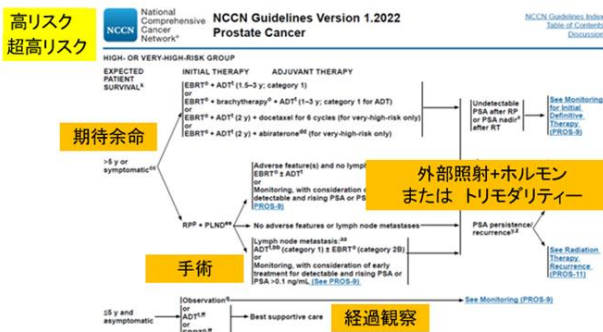 高リスク
超高リスク
NCCN
National
Comprehensive
Cancer
Network®
NCCN Guidelines Version 1.2022
Prostate Cancer
NCCN Guidelines Index
Table of Contents
Discussion
HIGH- OR VERY-HIGH-RISK GROUP
EXPECTED
PATIENT
SURVIVALᵏ
INITIAL THERAPY
ADJUVANT THERAPY
期待余命
>5 y or
symptomatic
EBRT + ADT (1.5–3 y; category 1)
or
EBRT + brachytherapy + ADT (1–3 y; category 1 for ADT)
or
EBRT + ADT (2 y) + docetaxel for 6 cycles (for very-high-risk only)
or
EBRT + ADT (2 y) + abiraterone (for very-high-risk only)
Undetectable
PSA after RP
or PSA nadir
after RT
See Monitoring
for Initial
Definitive
Therapy
(PROS-9)
RP + PLND
Adverse feature(s) and no
EBRT ± ADT
or
Monitoring, with consideration
detectable and rising PSA or
PROS-9)
外部照射+ホルモン
または トリモダリティー
No adverse features or lymph node metastases
手術
Lymph node metastasis:
ADT (category 1) ± EBRT (category 2B)
or
Monitoring, with consideration of early
treatment for detectable and rising PSA or
PSA >0.1 ng/mL (See PROS-9)
PSA persistence/
recurrence
See Radiation
Therapy
Recurrence
(PROS-11)
≤5 y and
asymptomatic
Observation
or
ADT
or
Best supportive care
経過観察
See Monitoring (PROS-9)